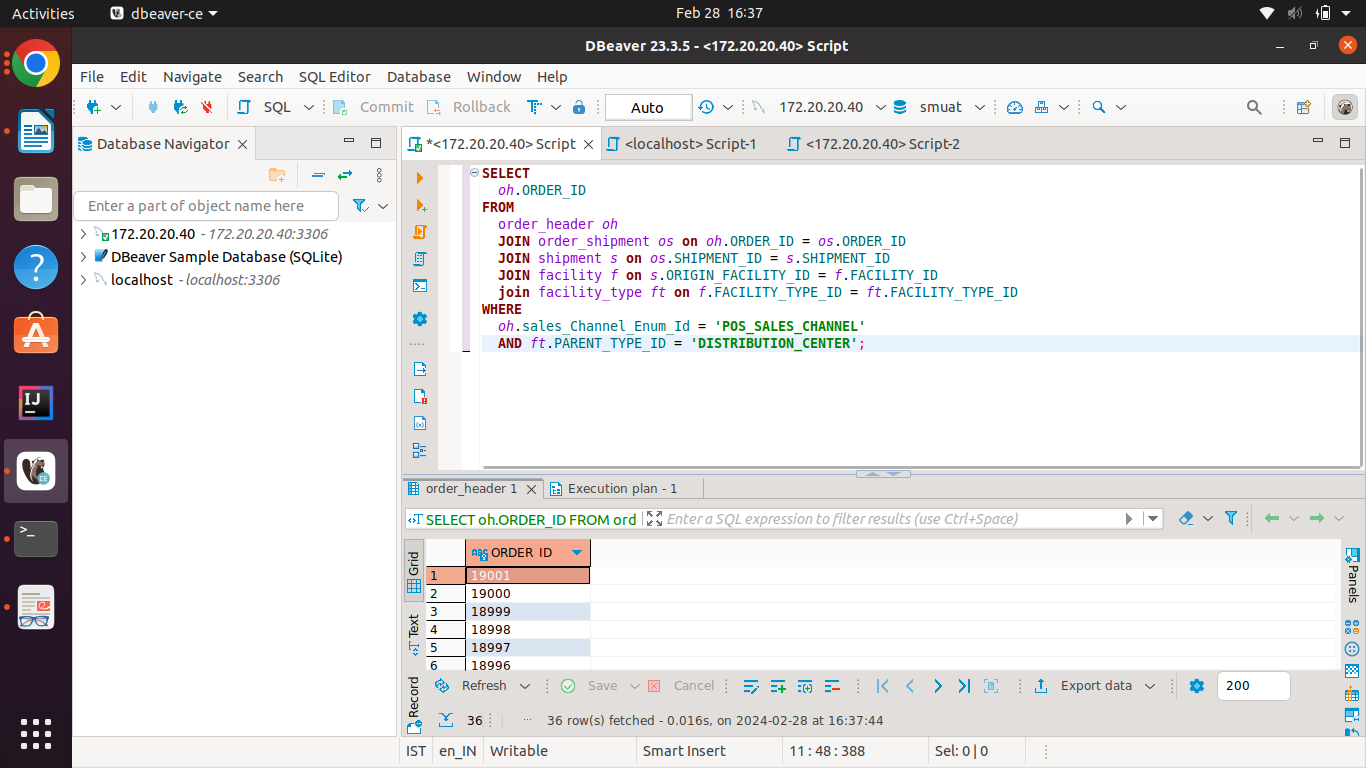 Activities
dbeaver-ce
Feb 28 16:37
DBeaver 23.3.5 - <172.20.20.40> Script
File Edit Navigate Search SQL Editor Database Window Help
SQL Commit Rollback Auto 172.20.20.40 smuat
Database Navigator
Enter a part of object name here
172.20.20.40 - 172.20.20.40:3306
DBeaver Sample Database (SQLite)
localhost - localhost:3306
*<172.20.20.40> Script
<localhost> Script-1
<172.20.20.40> Script-2
SELECT
oh.ORDER_ID
FROM
order_header oh
JOIN order_shipment os on oh.ORDER_ID = os.ORDER_ID
JOIN shipment s on os.SHIPMENT_ID = s.SHIPMENT_ID
JOIN facility f on s.ORIGIN_FACILITY_ID = f.FACILITY_ID
join facility_type ft on f.FACILITY_TYPE_ID = ft.FACILITY_TYPE_ID
WHERE
oh.sales_Channel_Enum_Id = 'POS_SALES_CHANNEL'
AND ft.PARENT_TYPE_ID = 'DISTRIBUTION_CENTER';
order_header 1
Execution plan - 1
SELECT oh.ORDER_ID FROM ord
Enter a SQL expression to filter results (use Ctrl+Space)
Grid
Text
Record
ORDER_ID
1 19001
2 19000
3 18999
4 18998
5 18997
6 18996
Panels
Refresh Save Cancel Export data 200
36
36 row(s) fetched - 0.016s, on 2024-02-28 at 16:37:44
IST en_IN Writable Smart Insert 11 : 48 : 388 Sel: 0 | 0